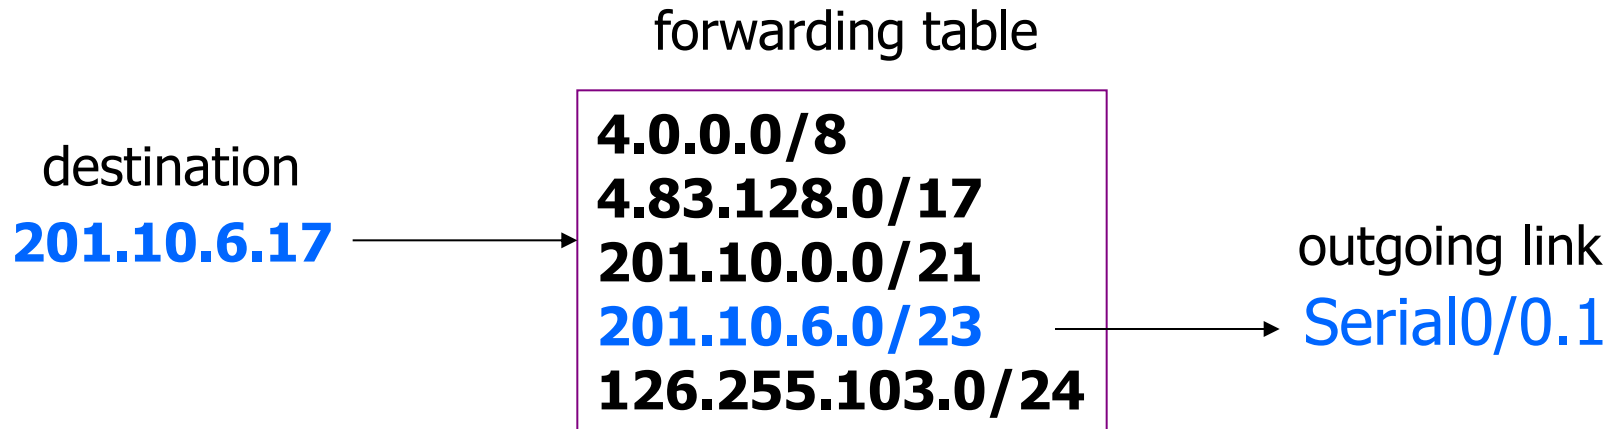 forwarding table
destination
201.10.6.17
4.0.0.0/8
4.83.128.0/17
201.10.0.0/21
201.10.6.0/23
126.255.103.0/24
outgoing link
Serial0/0.1